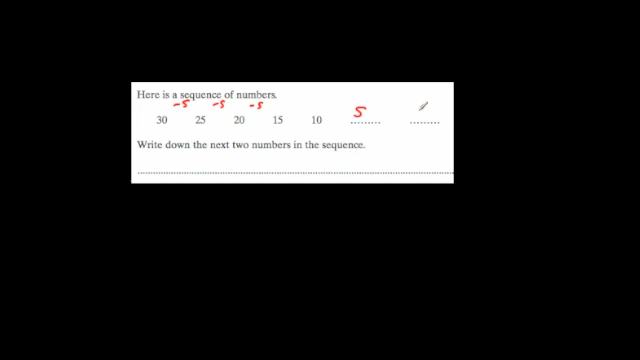 Here is a sequence of numbers.
-5 -5 -5
30 25 20 15 10 5 .........
Write down the next two numbers in the sequence.